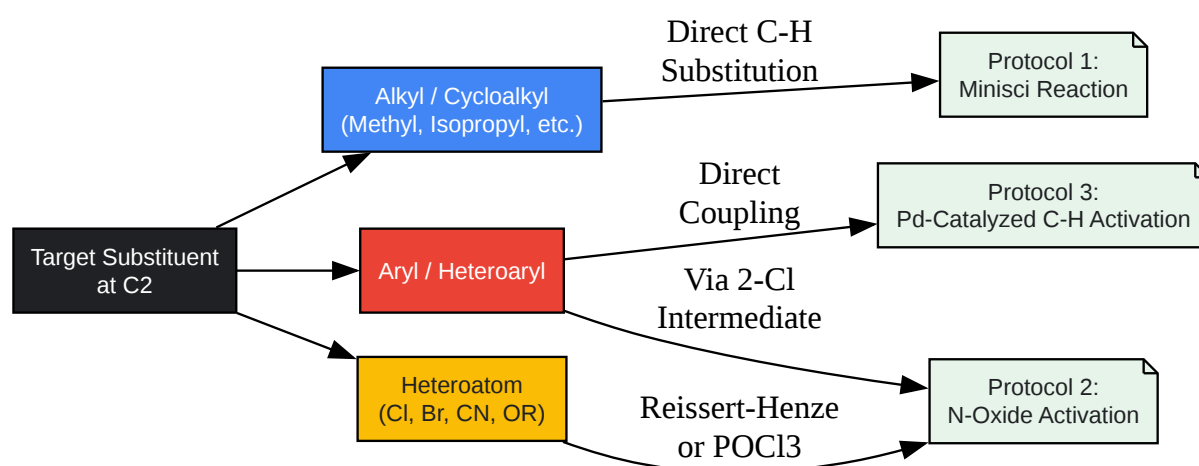 Direct C-H
Substitution
Protocol 1:
Minisci Reaction
Alkyl / Cycloalkyl
(Methyl, Isopropyl, etc.)
Direct
Coupling
Protocol 3:
Pd-Catalyzed C-H Activation
Target Substituent
at C2
Aryl / Heteroaryl
Via 2-Cl
Intermediate
Heteroatom
(Cl, Br, CN, OR)
Reissert-Henze
or POCl3
Protocol 2:
N-Oxide Activation